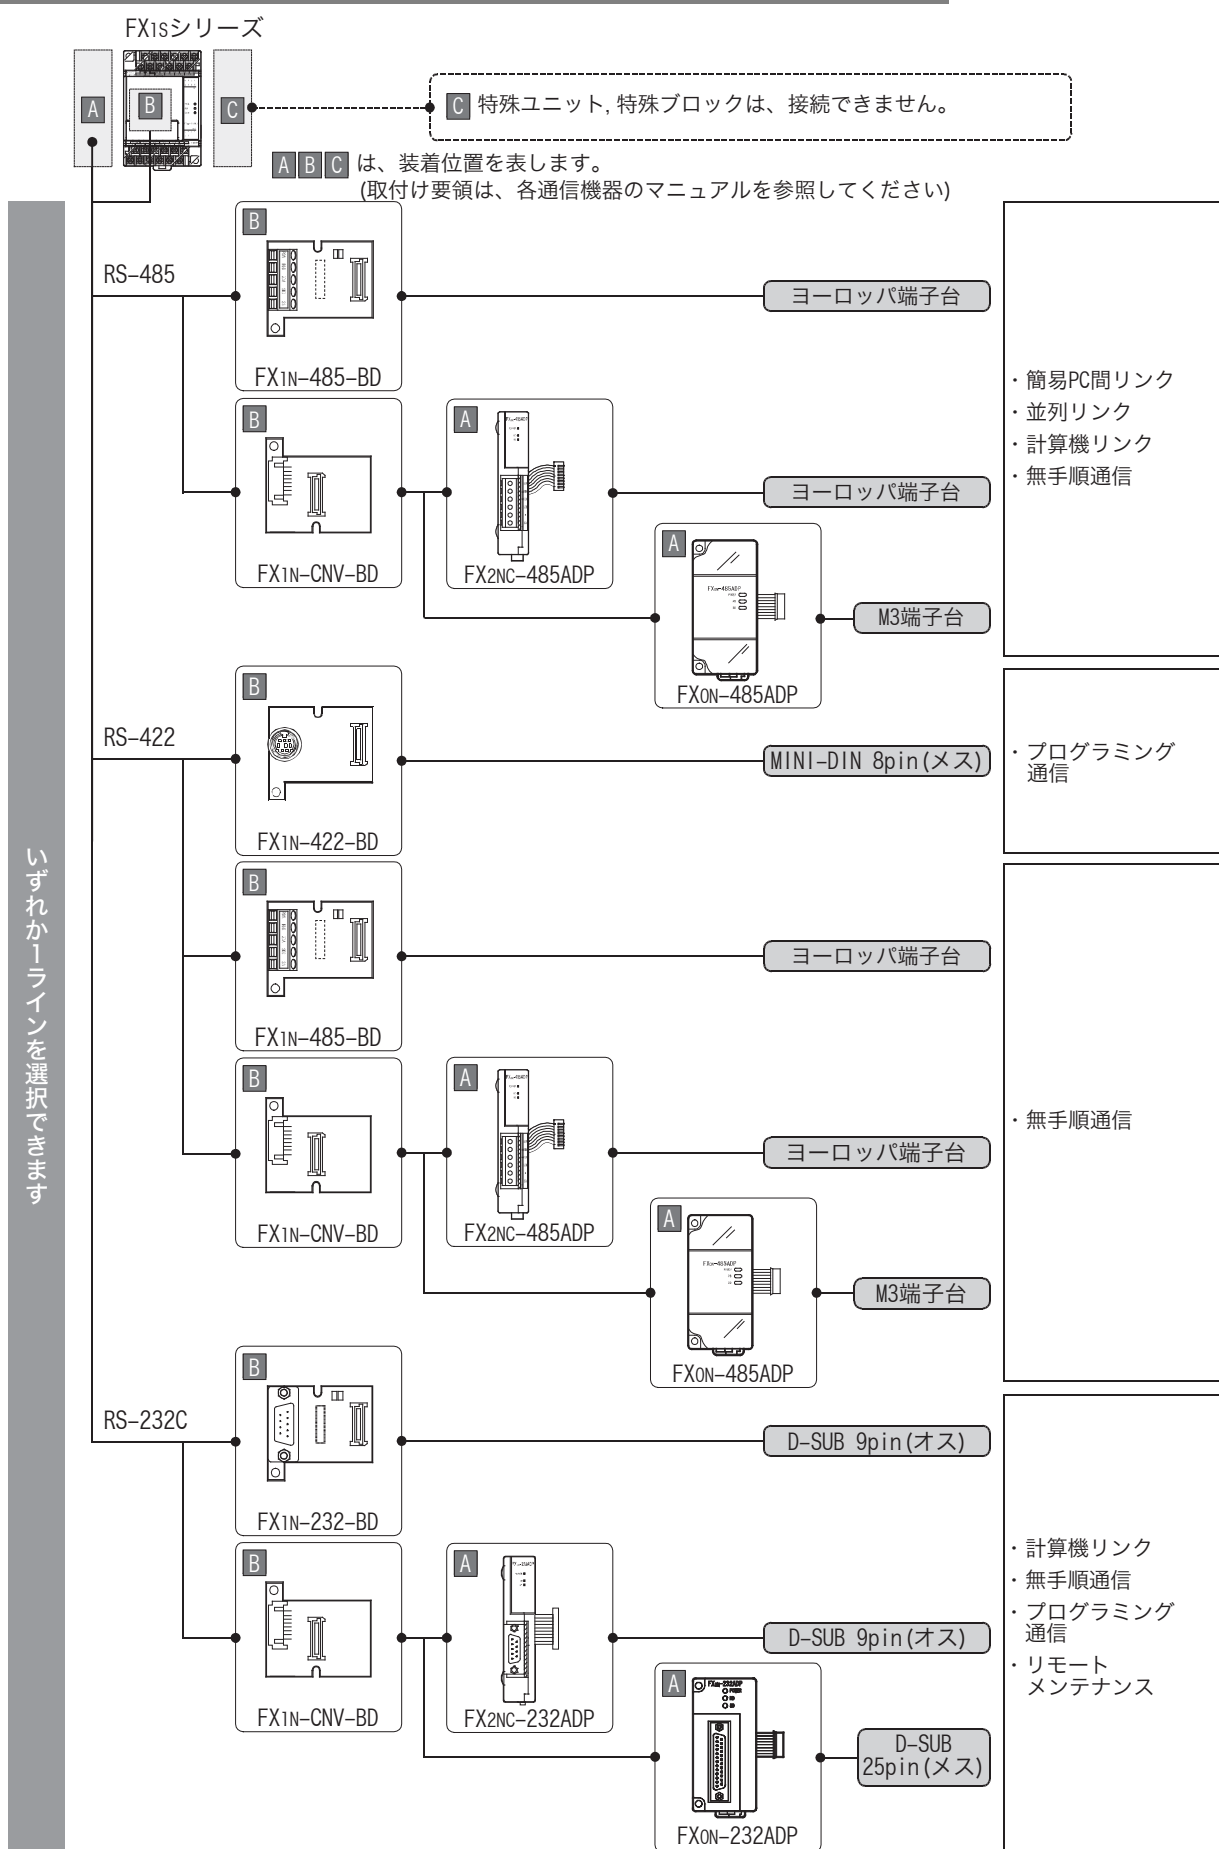 FX1Sシリーズ
A
B
C
C 特殊ユニット, 特殊ブロックは、接続できません。
A B C は、装着位置を表します。
(取付け要領は、各通信機器のマニュアルを参照してください)
いずれか1ラインを選択できます
RS-485
B
FX1N-485-BD
ヨーロッパ端子台
B
FX1N-CNV-BD
A
FX2NC-485ADP
ヨーロッパ端子台
A
FX0N-485ADP
M3端子台
・簡易PC間リンク
・並列リンク
・計算機リンク
・無手順通信
RS-422
B
FX1N-422-BD
MINI-DIN 8pin(メス)
・プログラミング
通信
B
FX1N-485-BD
ヨーロッパ端子台
B
FX1N-CNV-BD
A
FX2NC-485ADP
ヨーロッパ端子台
A
FX0N-485ADP
M3端子台
・無手順通信
RS-232C
B
FX1N-232-BD
D-SUB 9pin(オス)
B
FX1N-CNV-BD
A
FX2NC-232ADP
D-SUB 9pin(オス)
A
FX0N-232ADP
D-SUB
25pin(メス)
・計算機リンク
・無手順通信
・プログラミング
通信
・リモート
メンテナンス